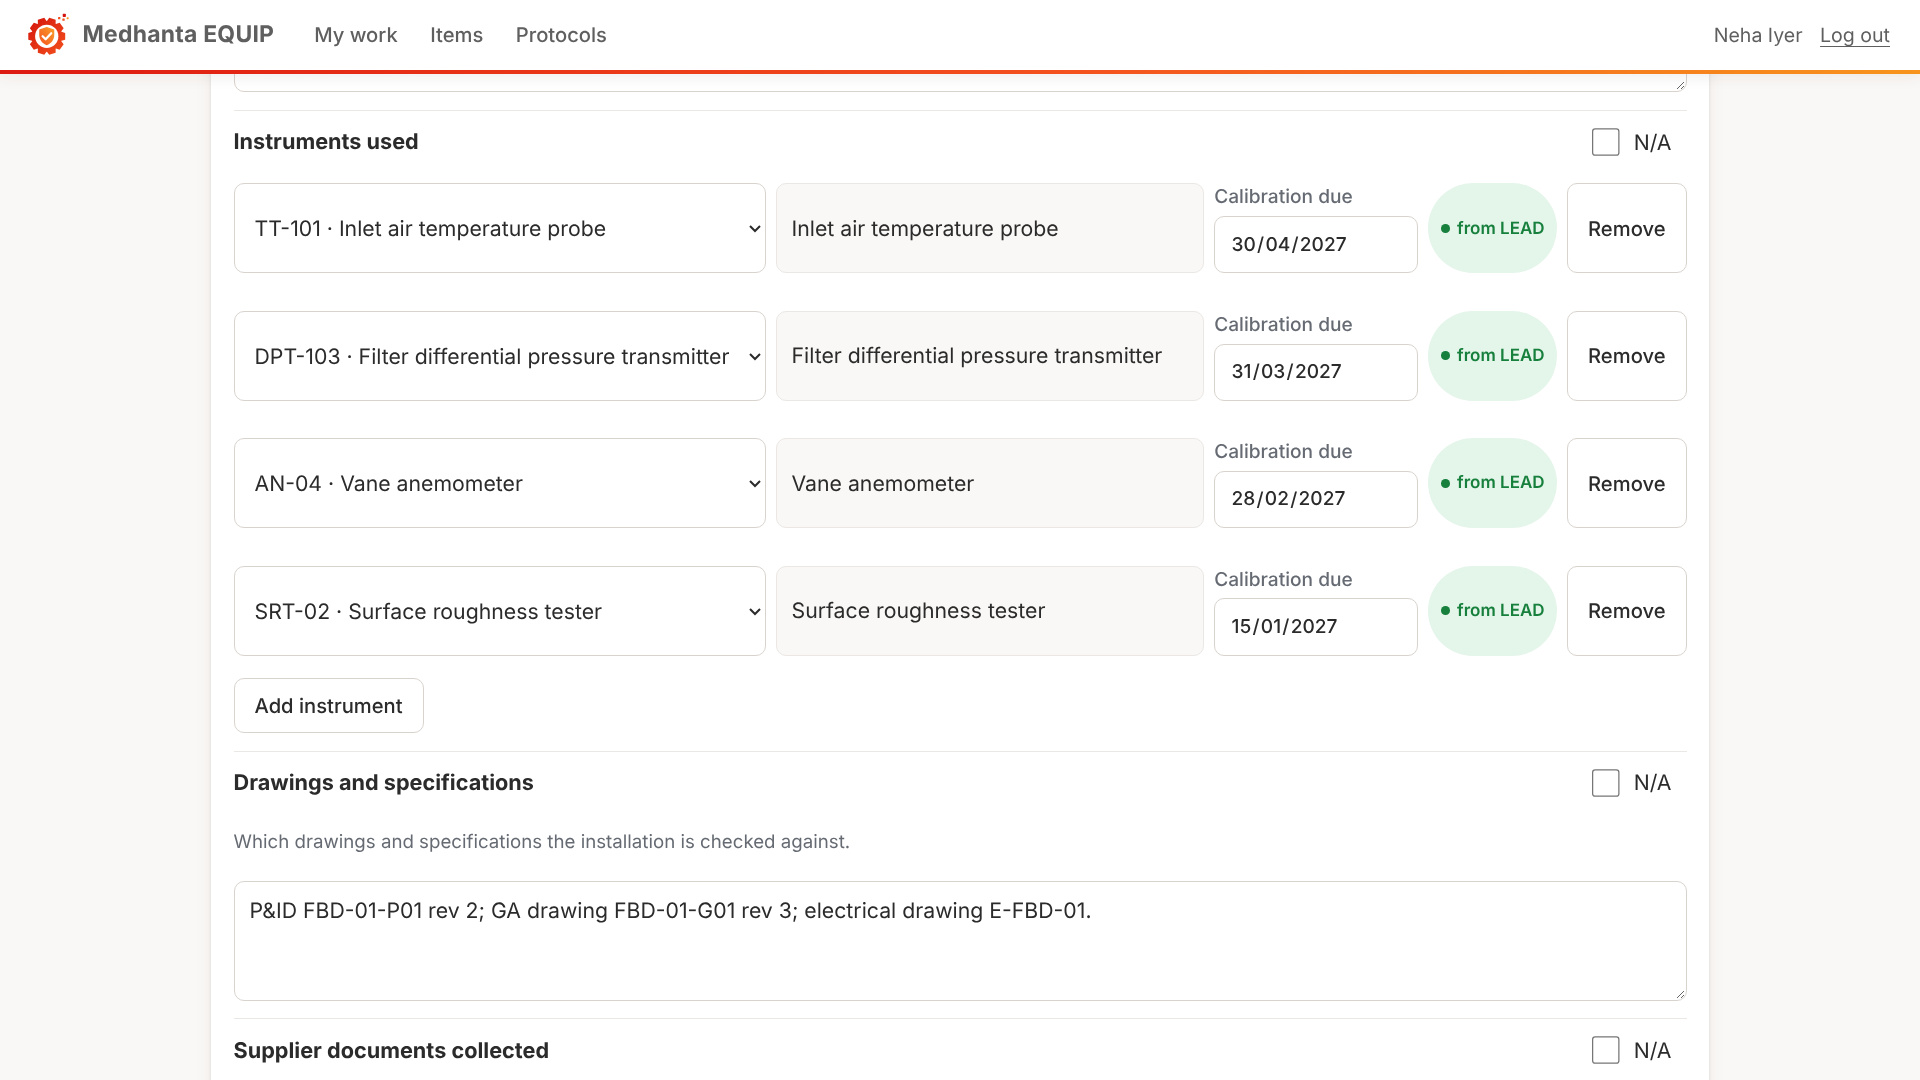 Medhanta EQUIP My work Items Protocols Neha Iyer Log out
Instruments used N/A
Calibration due
TT-101 · Inlet air temperature probe Inlet air temperature probe 30/04/2027 from LEAD Remove
Calibration due
DPT-103 · Filter differential pressure transmitter Filter differential pressure transmitter 31/03/2027 from LEAD Remove
Calibration due
AN-04 · Vane anemometer Vane anemometer 28/02/2027 from LEAD Remove
Calibration due
SRT-02 · Surface roughness tester Surface roughness tester 15/01/2027 from LEAD Remove
Add instrument
Drawings and specifications N/A
Which drawings and specifications the installation is checked against.
P&ID FBD-01-P01 rev 2; GA drawing FBD-01-G01 rev 3; electrical drawing E-FBD-01.
Supplier documents collected N/A